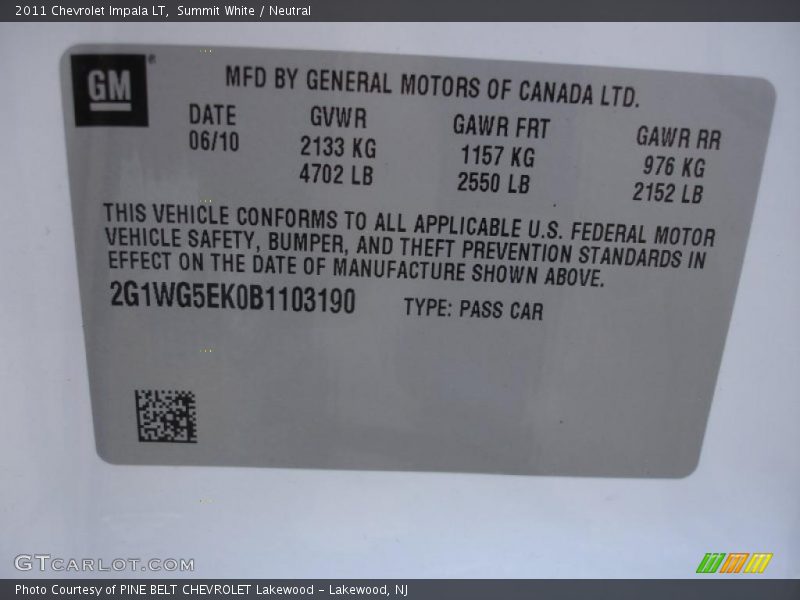 2011 Chevrolet Impala LT, Summit White / Neutral
GM®
MFD BY GENERAL MOTORS OF CANADA LTD.
DATE GVWR GAWR FRT GAWR RR
06/10 2133 KG 1157 KG 976 KG
4702 LB 2550 LB 2152 LB
THIS VEHICLE CONFORMS TO ALL APPLICABLE U.S. FEDERAL MOTOR
VEHICLE SAFETY, BUMPER, AND THEFT PREVENTION STANDARDS IN
EFFECT ON THE DATE OF MANUFACTURE SHOWN ABOVE.
2G1WG5EK0B1103190 TYPE: PASS CAR
GTCARLOT.COM
Photo Courtesy of PINE BELT CHEVROLET Lakewood - Lakewood, NJ